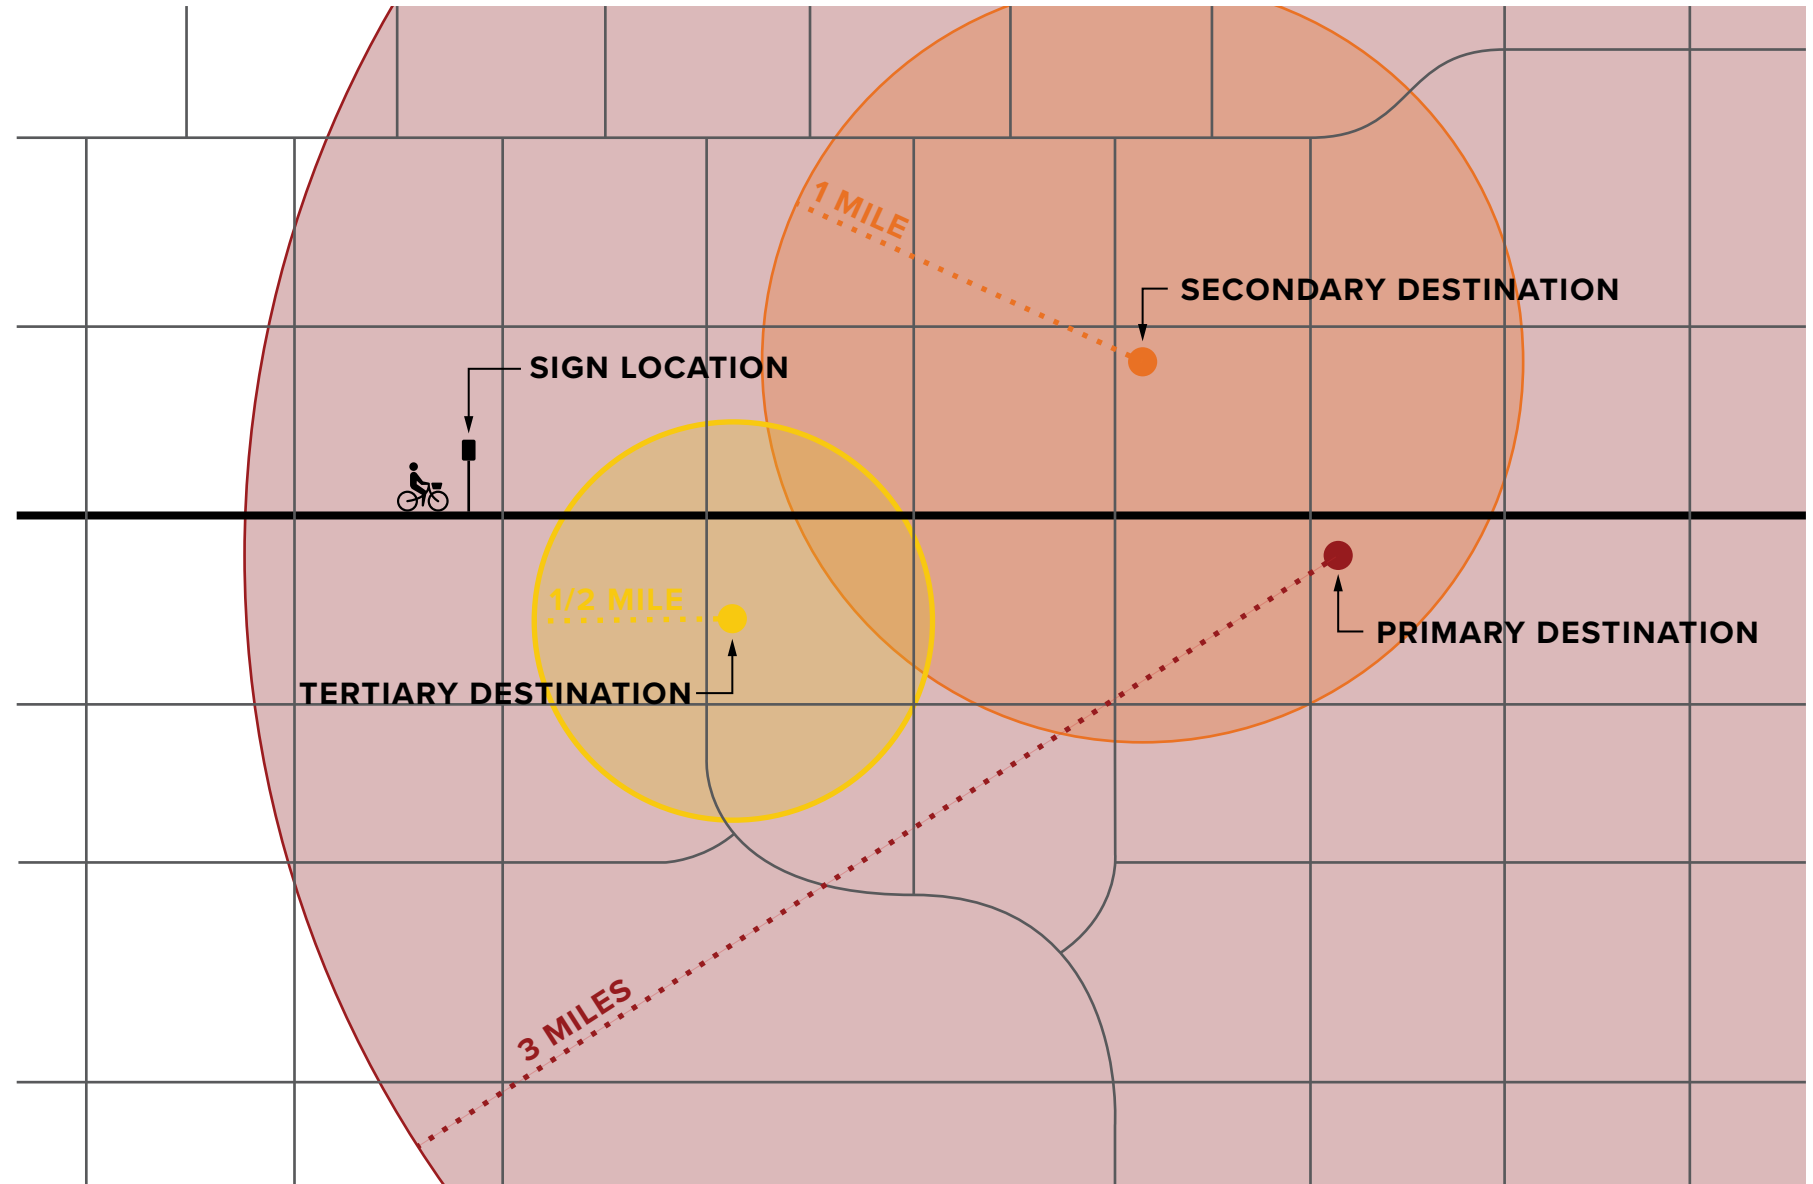 1 MILE
SECONDARY DESTINATION
SIGN LOCATION
1/2 MILE
PRIMARY DESTINATION
TERTIARY DESTINATION
3 MILES